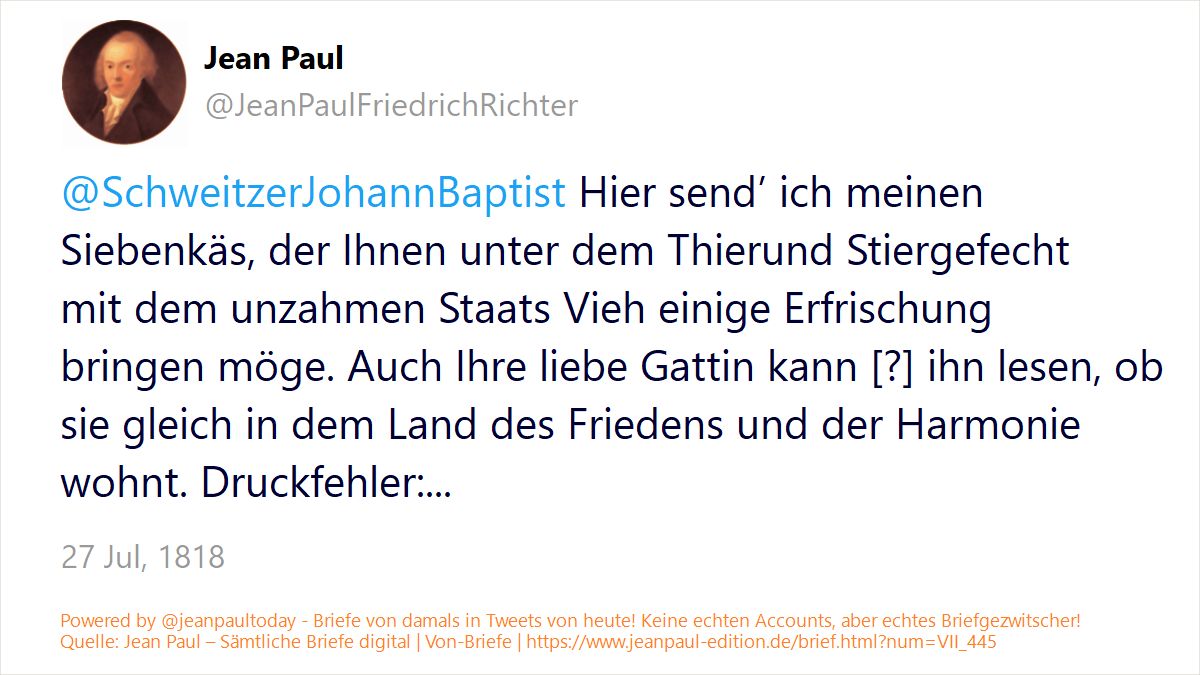 Jean Paul
@JeanPaulFriedrichRichter
@SchweitzerJohannBaptist Hier send’ ich meinen
Siebenkäs, der Ihnen unter dem Thierund Stiergefecht
mit dem unzahmen Staats Vieh einige Erfrischung
bringen möge. Auch Ihre liebe Gattin kann [?] ihn lesen, ob
sie gleich in dem Land des Friedens und der Harmonie
wohnt. Druckfehler:...
27 Jul, 1818
Powered by @jeanpaultoday - Briefe von damals in Tweets von heute! Keine echten Accounts, aber echtes Briefgezwitscher!
Quelle: Jean Paul – Sämtliche Briefe digital | Von-Briefe | https://www.jeanpaul-edition.de/brief.html?num=VII_445